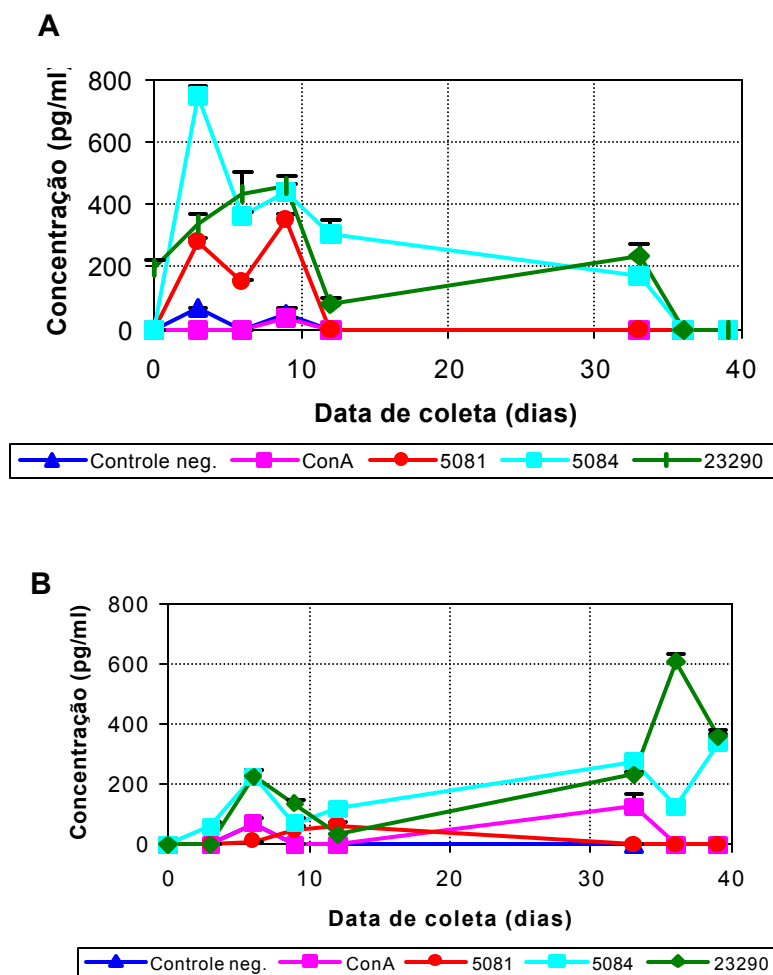 A
Concentração (pg/ml)
800
600
400
200
0
0 10 20 30 40
Data de coleta (dias)
Controle neg. ConA 5081 5084 23290
B
Concentração (pg/ml)
800
600
400
200
0
0 10 20 30 40
Data de coleta (dias)
Controle neg. ConA 5081 5084 23290